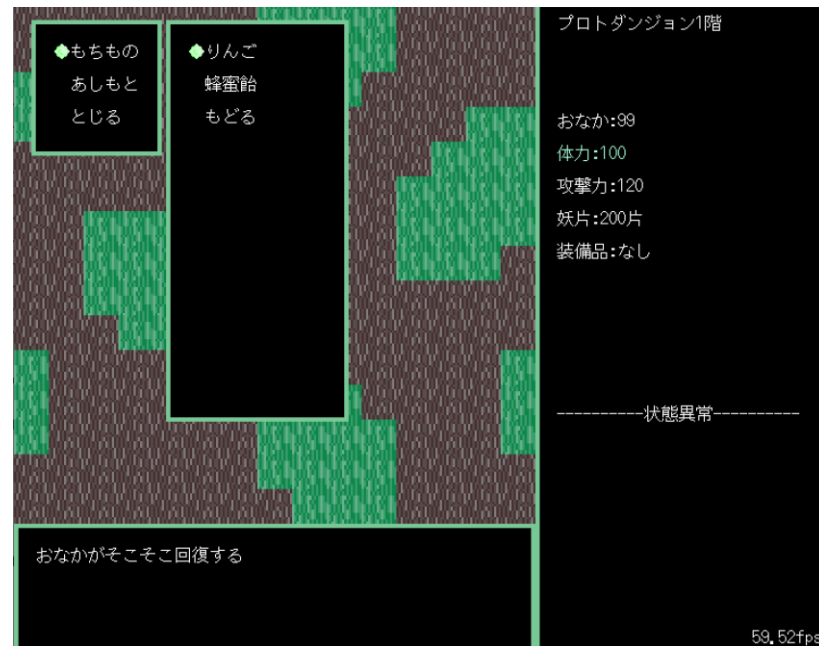 もちもの
あしもと
とじる
りんご
蜂蜜飴
もどる
プロトダンジョン1階
おなか:99
体力:100
攻撃力:120
妖片:200片
装備品:なし
----------状態異常----------
おなかがそこそこ回復する
59.52fps